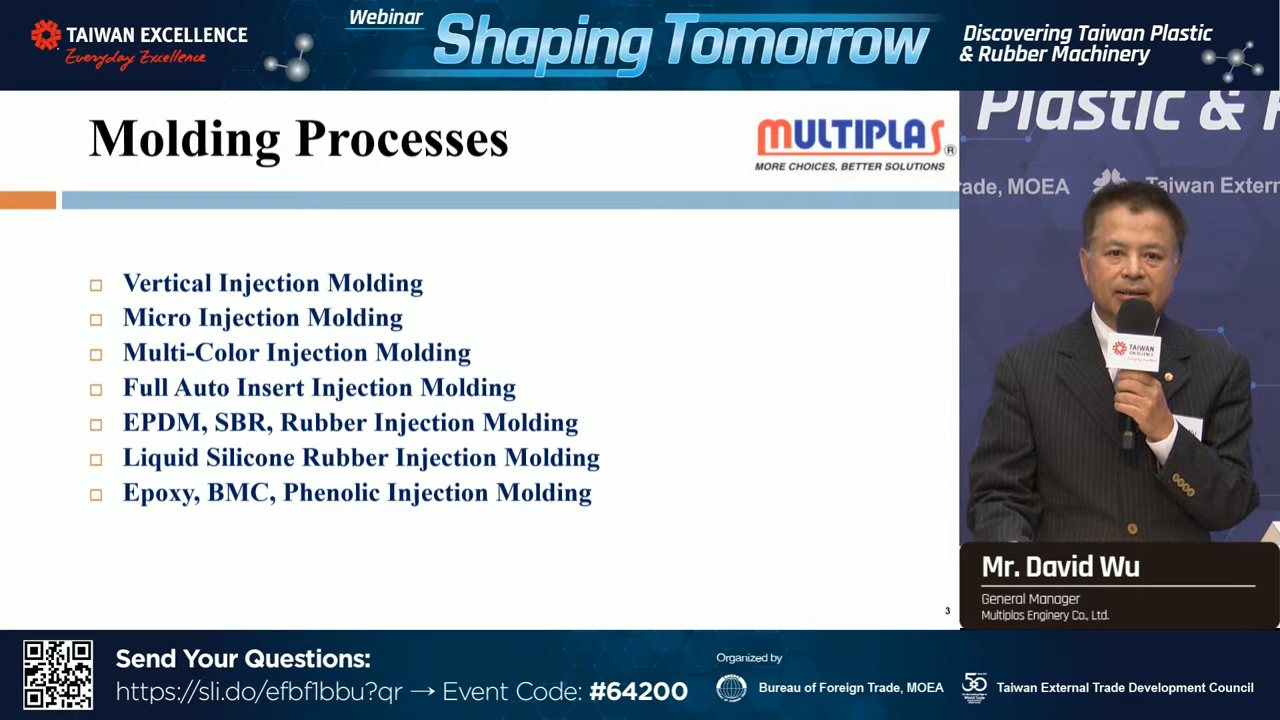 TAIWAN EXCELLENCE
Everyday Excellence
Webinar
Shaping Tomorrow
Discovering Taiwan Plastic
& Rubber Machinery
Molding Processes
MULTIPLAS®
MORE CHOICES, BETTER SOLUTIONS
Vertical Injection Molding
Micro Injection Molding
Multi-Color Injection Molding
Full Auto Insert Injection Molding
EPDM, SBR, Rubber Injection Molding
Liquid Silicone Rubber Injection Molding
Epoxy, BMC, Phenolic Injection Molding
3
Plastic &
rade, MOEA
Taiwan Extern
TAIWAN
EXCELLENCE
Mr. David Wu
General Manager
Multiplas Enginery Co., Ltd.
Send Your Questions:
https://sli.do/efbf1bbu?qr → Event Code: #64200
Organized by
Bureau of Foreign Trade, MOEA
50
Taiwan External Trade Development Council